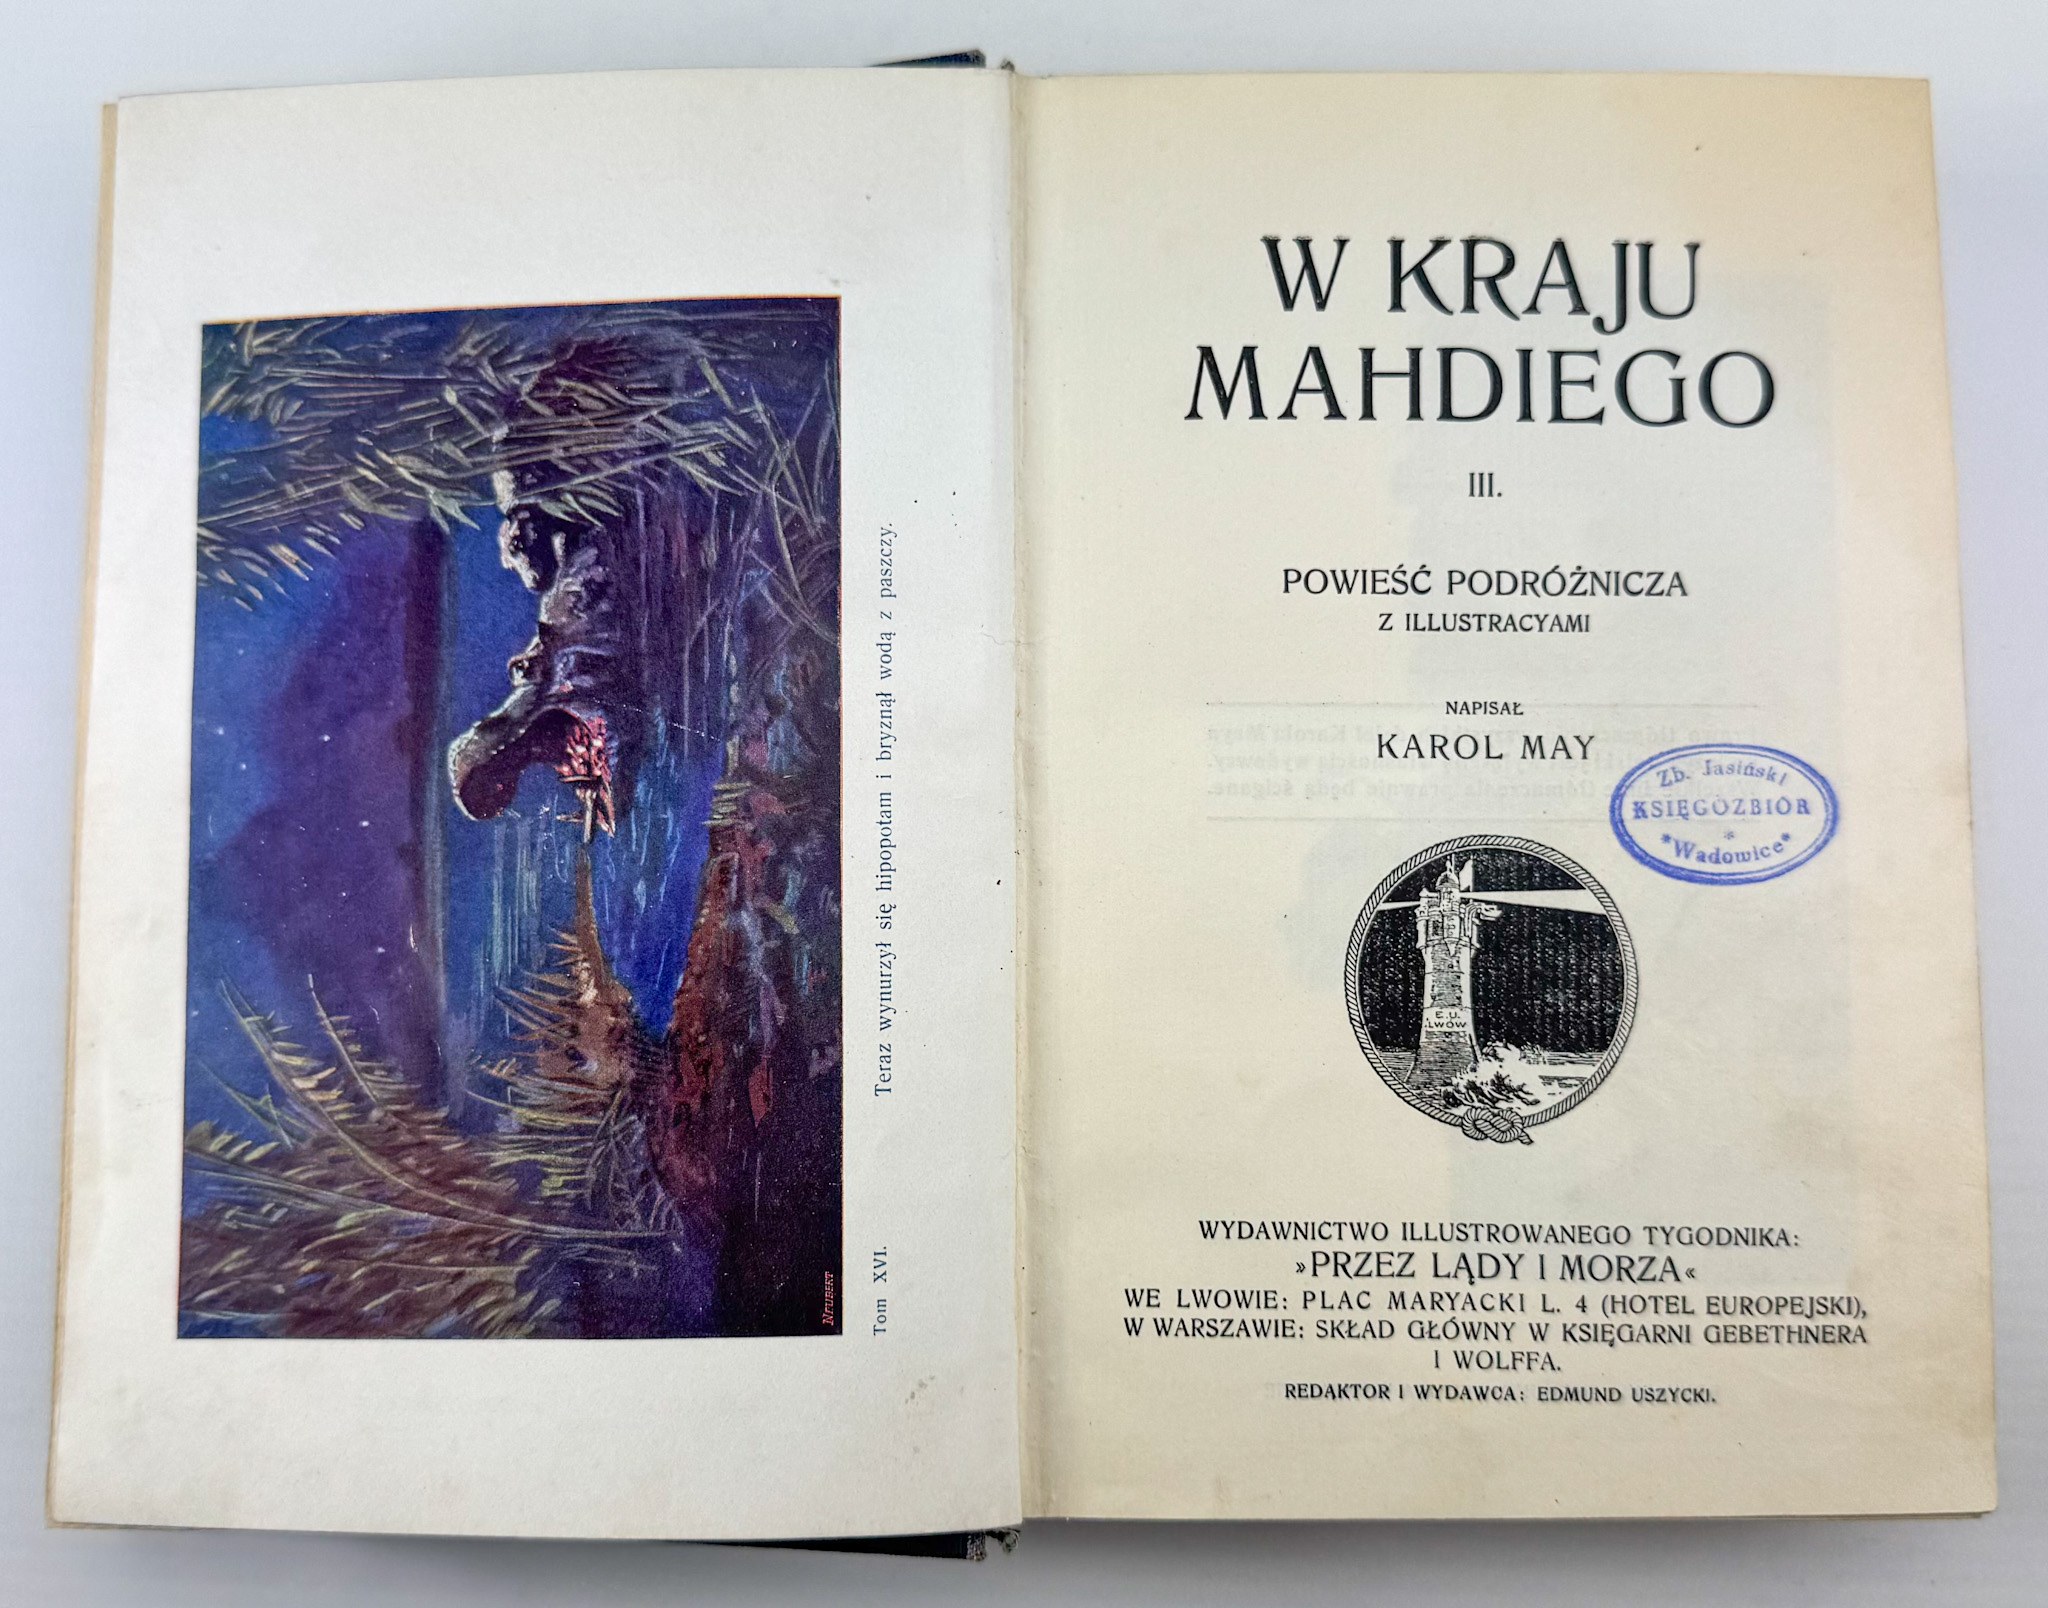 Teraz wynurzył się hipopotam i bryznął wodą z paszczy.
Tom XVI.
NEUBERT
W KRAJU
MAHDIEGO
III.
POWIEŚĆ PODRÓŻNICZA
Z ILLUSTRACYAMI
NAPISAŁ
KAROL MAY
Zb. Jasiński
KSIĘGOZBIÓR
*
*Wadowice*
E. U.
LWÓW
WYDAWNICTWO ILLUSTROWANEGO TYGODNIKA:
»PRZEZ LĄDY I MORZA«
WE LWOWIE: PLAC MARYACKI L. 4 (HOTEL EUROPEJSKI),
W WARSZAWIE: SKŁAD GŁÓWNY W KSIĘGARNI GEBETHNERA
I WOLFFA.
REDAKTOR I WYDAWCA: EDMUND USZYCKI.